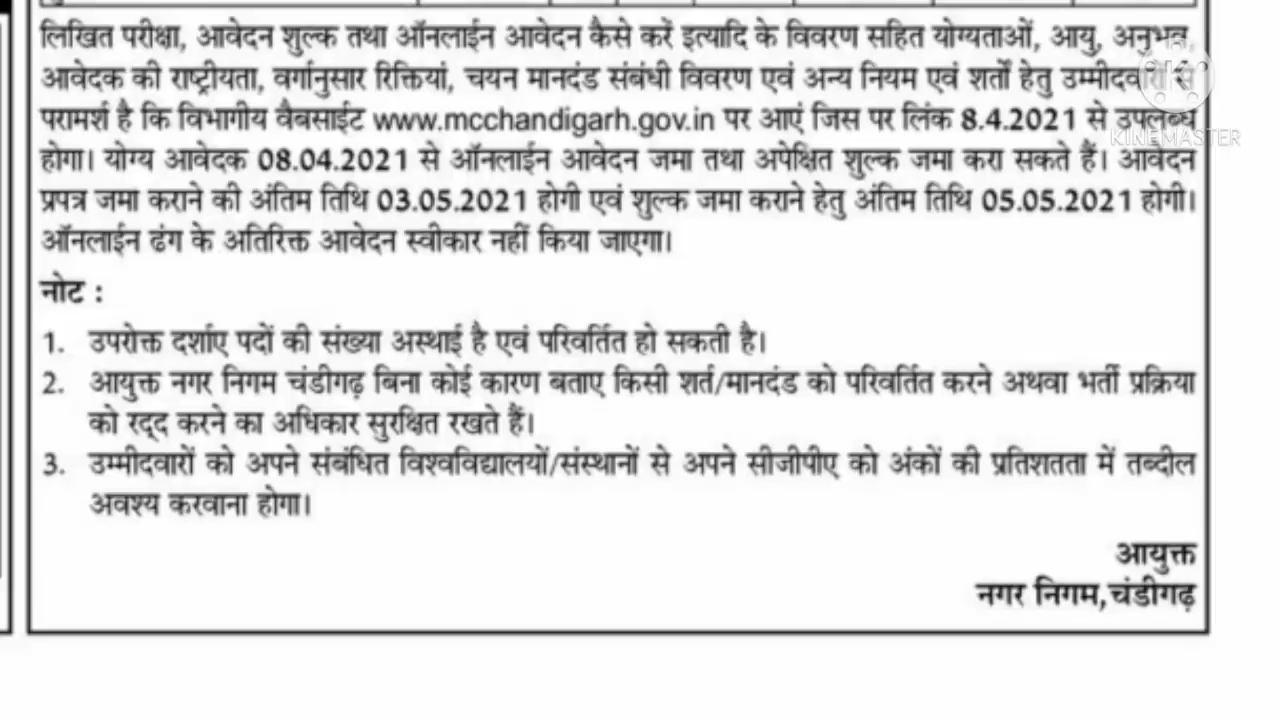 लिखित परीक्षा, आवेदन शुल्क तथा ऑनलाईन आवेदन कैसे करें इत्यादि के विवरण सहित योग्यताओं, आयु, अनुभव,
आवेदक की राष्ट्रीयता, वर्गानुसार रिक्तियां, चयन मानदंड संबंधी विवरण एवं अन्य नियम एवं शर्तों हेतु उम्मीदवारों से
परामर्श है कि विभागीय वैबसाईट www.mcchandigarh.gov.in पर आएं जिस पर लिंक 8.4.2021 से उपलब्ध
KINEMASTER
होगा। योग्य आवेदक 08.04.2021 से ऑनलाईन आवेदन जमा तथा अपेक्षित शुल्क जमा करा सकते हैं। आवेदन
प्रपत्र जमा कराने की अंतिम तिथि 03.05.2021 होगी एवं शुल्क जमा कराने हेतु अंतिम तिथि 05.05.2021 होगी।
ऑनलाईन ढंग के अतिरिक्त आवेदन स्वीकार नहीं किया जाएगा।
नोट :
1. उपरोक्त दर्शाए पदों की संख्या अस्थाई है एवं परिवर्तित हो सकती है।
2. आयुक्त नगर निगम चंडीगढ़ बिना कोई कारण बताए किसी शर्त/मानदंड को परिवर्तित करने अथवा भर्ती प्रक्रिया
को रद्द करने का अधिकार सुरक्षित रखते हैं।
3. उम्मीदवारों को अपने संबंधित विश्वविद्यालयों/संस्थानों से अपने सीजीपीए को अंकों की प्रतिशतता में तब्दील
अवश्य करवाना होगा।
आयुक्त
नगर निगम,चंडीगढ़